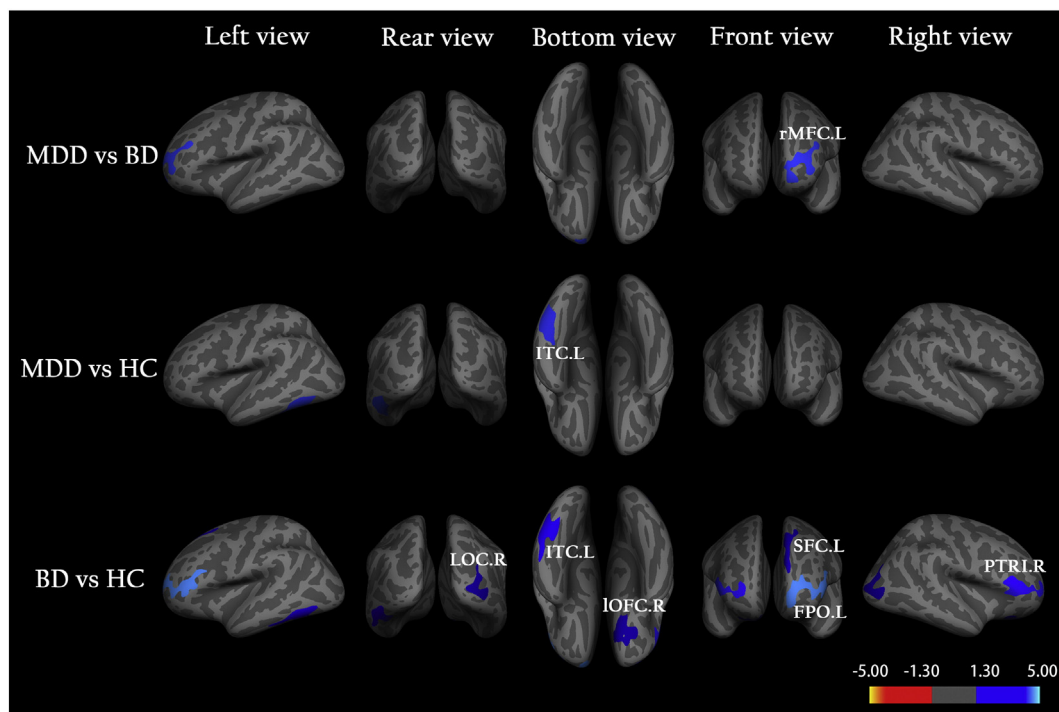 Left view Rear view Bottom view Front view Right view
MDD vs BD
rMFC.L
MDD vs HC
ITC.L
BD vs HC
LOC.R
ITC.L
lOFC.R
SFC.L
FPO.L
PTRI.R
-5.00 -1.30 1.30 5.00